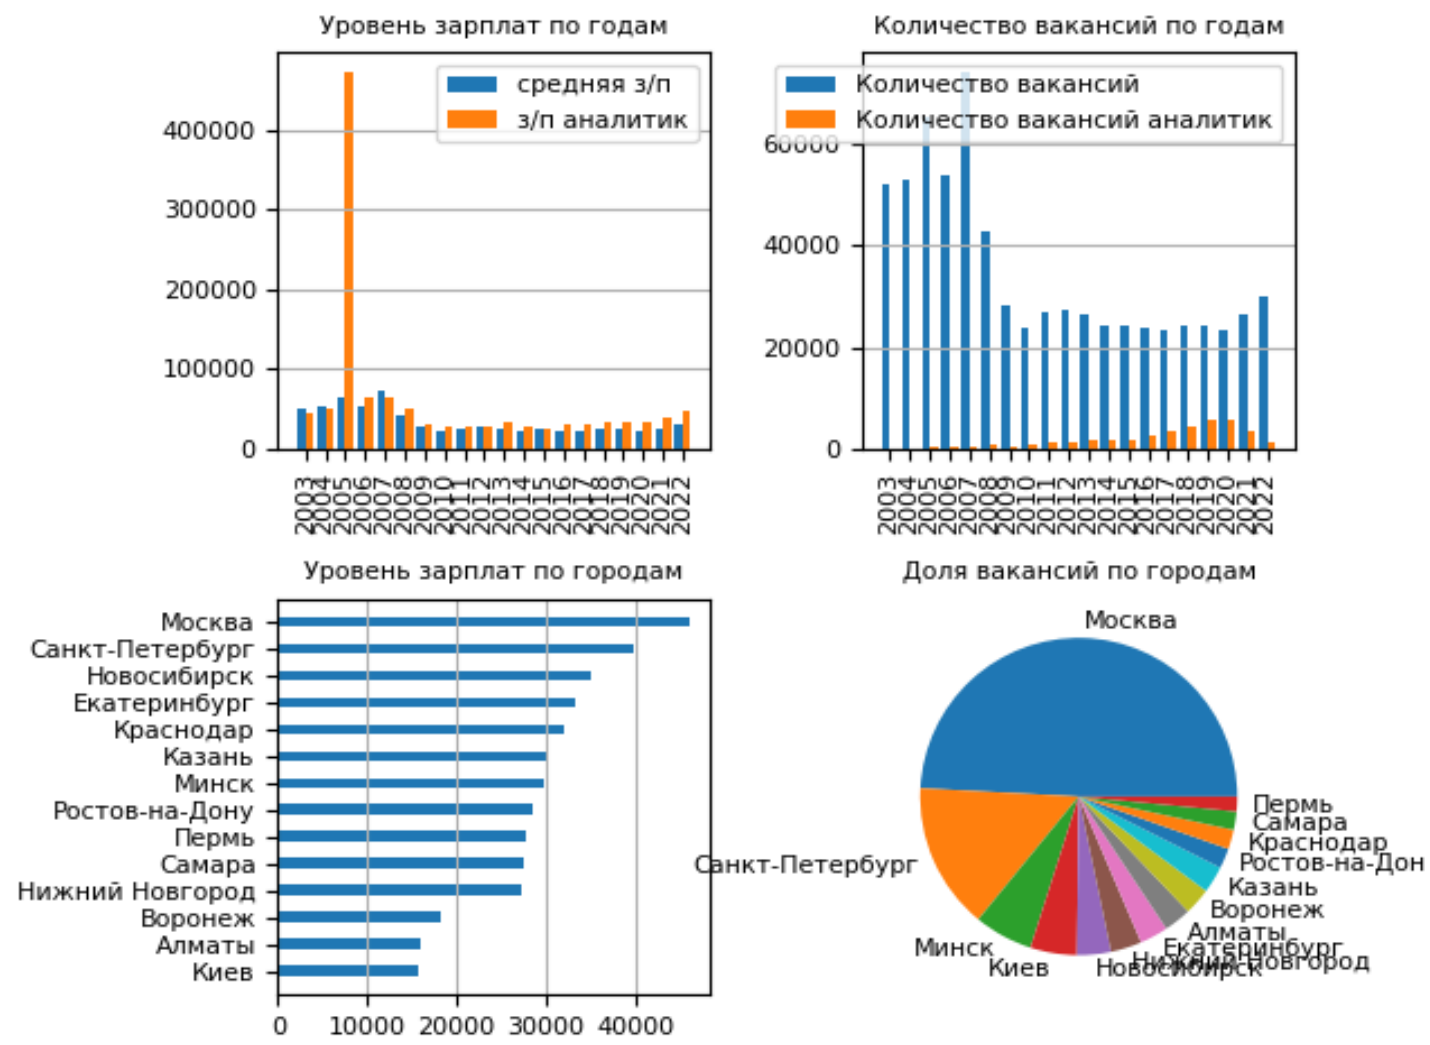 Уровень зарплат по годам
средняя з/п
з/п аналитик
400000
300000
200000
100000
0
2003
2004
2005
2006
2007
2008
2009
2010
2011
2012
2013
2014
2015
2016
2017
2018
2019
2020
2021
2022
Количество вакансий по годам
Количество вакансий
Количество вакансий аналитик
60000
40000
20000
0
2003
2004
2005
2006
2007
2008
2009
2010
2011
2012
2013
2014
2015
2016
2017
2018
2019
2020
2021
2022
Уровень зарплат по городам
Москва
Санкт-Петербург
Новосибирск
Екатеринбург
Краснодар
Казань
Минск
Ростов-на-Дону
Пермь
Самара
Нижний Новгород
Воронеж
Алматы
Киев
0 10000 20000 30000 40000
Доля вакансий по городам
Москва
Пермь
Самара
Краснодар
Ростов-на-Дон
Санкт-Петербург
Казань
Воронеж
Алматы
Екатеринбург
Нижний Новгород
Минск
Киев
Новосибирск